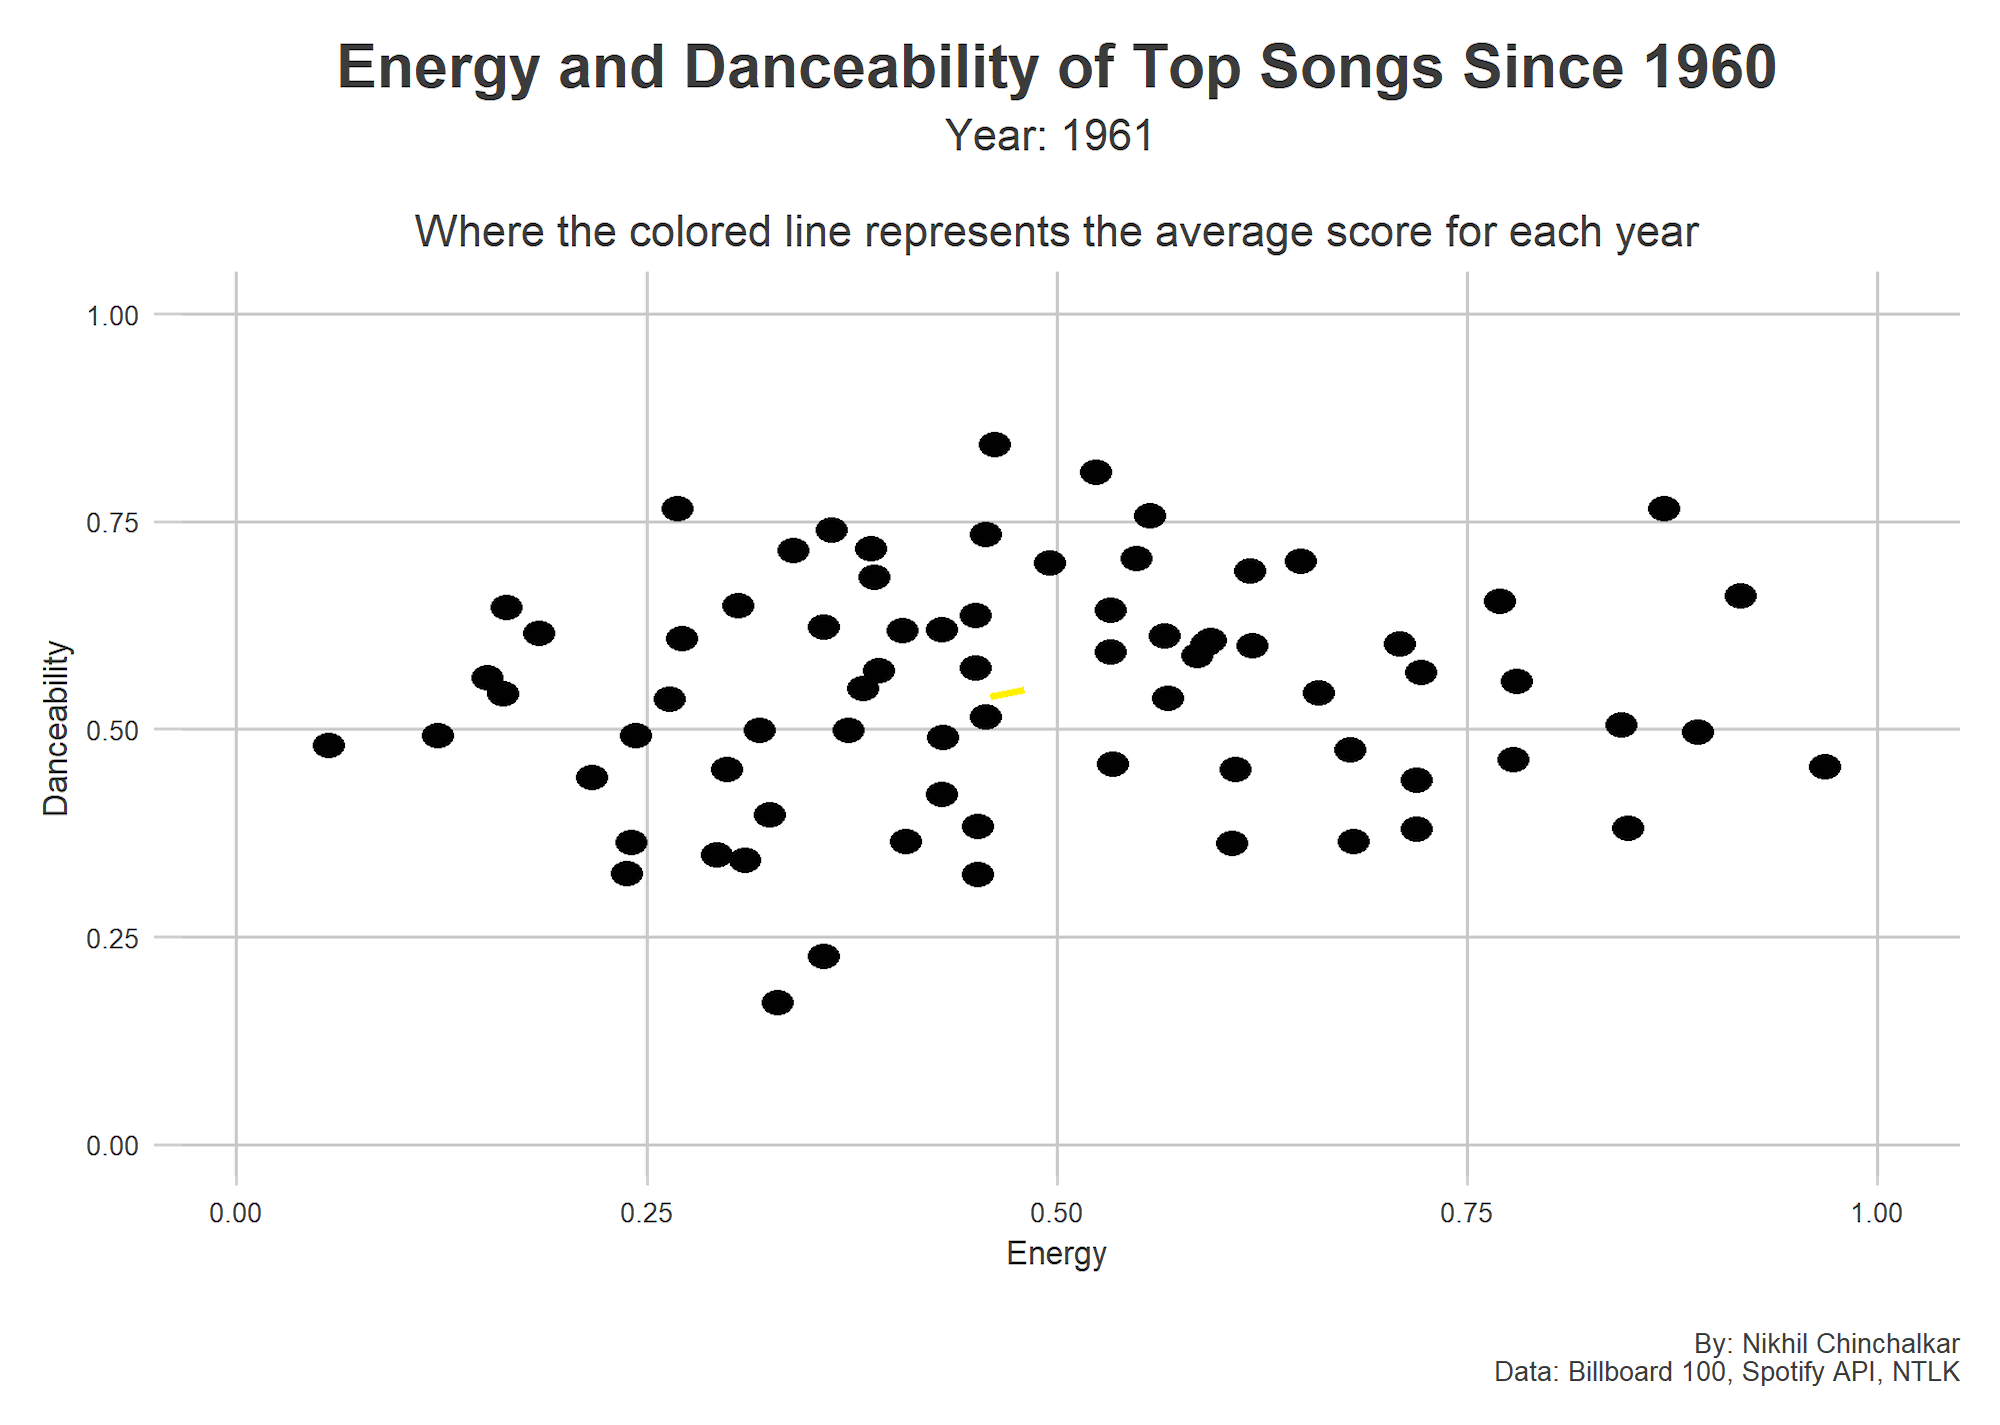 Energy and Danceability of Top Songs Since 1960
Year: 1961
Where the colored line represents the average score for each year
1.00
0.75
0.50
0.25
0.00
Danceability
0.00 0.25 0.50 0.75 1.00
Energy
By: Nikhil Chinchalkar
Data: Billboard 100, Spotify API, NTLK